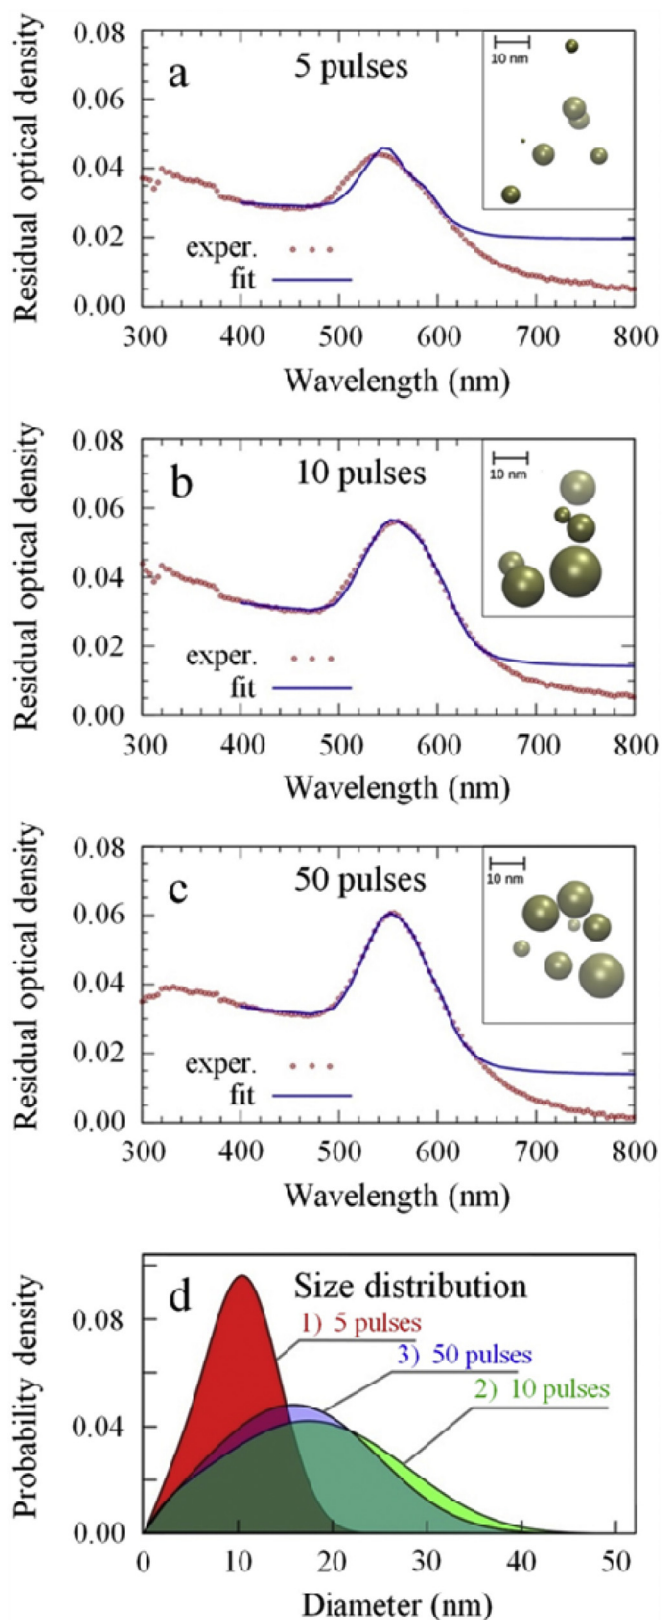 0.08
a
5 pulses
10 nm
0.06
0.04
0.02
0.00
exper.
fit
Residual optical density
300 400 500 600 700 800
Wavelength (nm)
0.08
b
10 pulses
10 nm
0.06
0.04
0.02
0.00
exper.
fit
Residual optical density
300 400 500 600 700 800
Wavelength (nm)
0.08
c
50 pulses
10 nm
0.06
0.04
0.02
0.00
exper.
fit
Residual optical density
300 400 500 600 700 800
Wavelength (nm)
d
Size distribution
1) 5 pulses
3) 50 pulses
2) 10 pulses
0.08
0.04
0.00
Probability density
0 10 20 30 40 50
Diameter (nm)